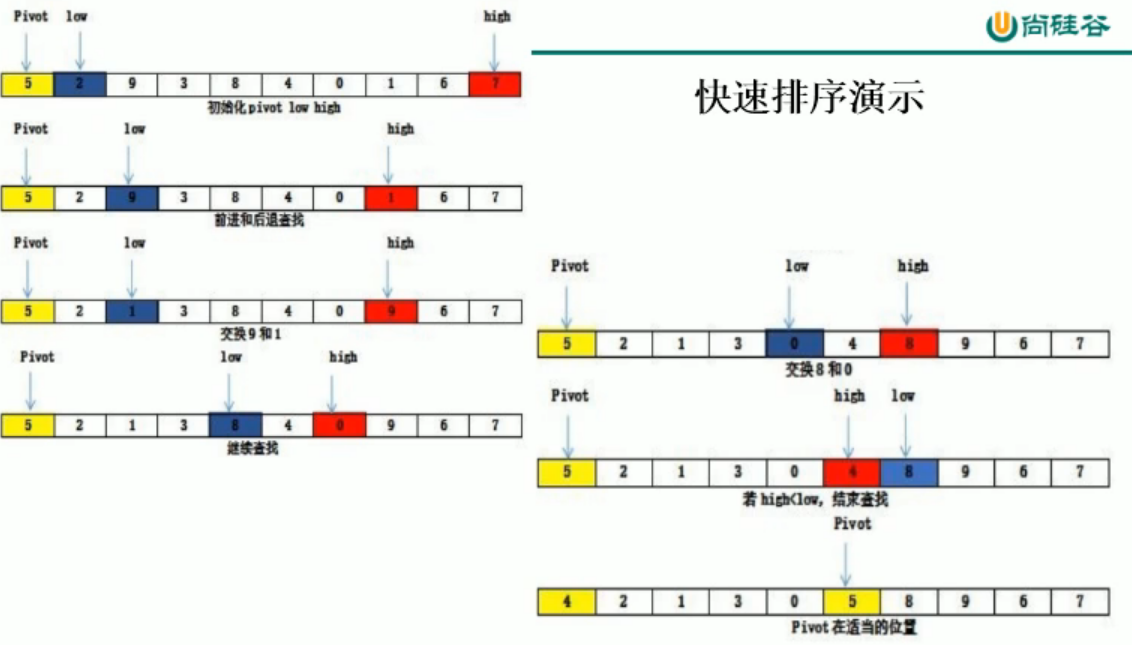 Pivot low high
5 2 9 3 8 4 0 1 6 7
初始化pivot low high
Pivot low high
5 2 9 3 8 4 0 1 6 7
前进和后退查找
Pivot low high
5 2 1 3 8 4 0 9 6 7
交换9和1
Pivot low high
5 2 1 3 8 4 0 9 6 7
继续查找
尚硅谷
快速排序演示
Pivot low high
5 2 1 3 0 4 8 9 6 7
交换8和0
Pivot high low
5 2 1 3 0 4 8 9 6 7
若high<low，结束查找
Pivot
4 2 1 3 0 5 8 9 6 7
Pivot在适当的位置